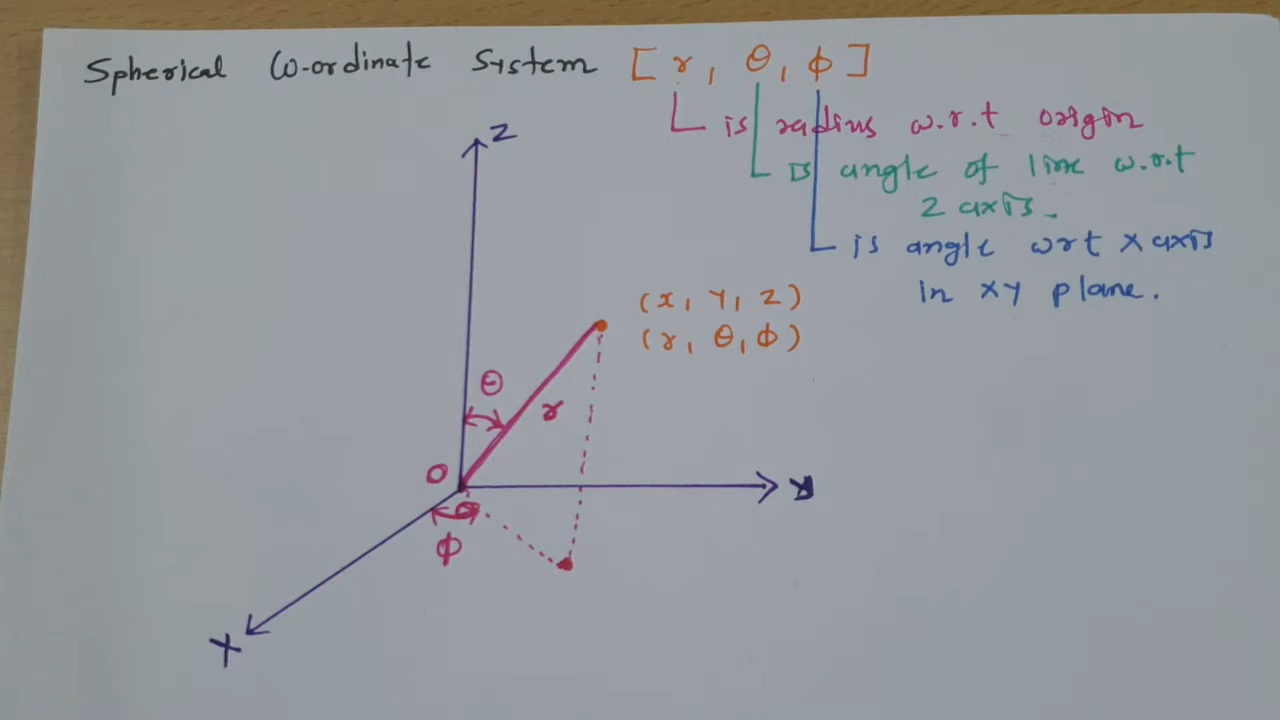 Spherical Co-ordinate System [r, θ, ϕ]
is radius w.r.t origin
is angle of line w.r.t
Z axis.
is angle wrt X axis
in XY plane.
Z
(x, y, z)
(r, θ, ϕ)
θ
r
O
Y
ϕ
X